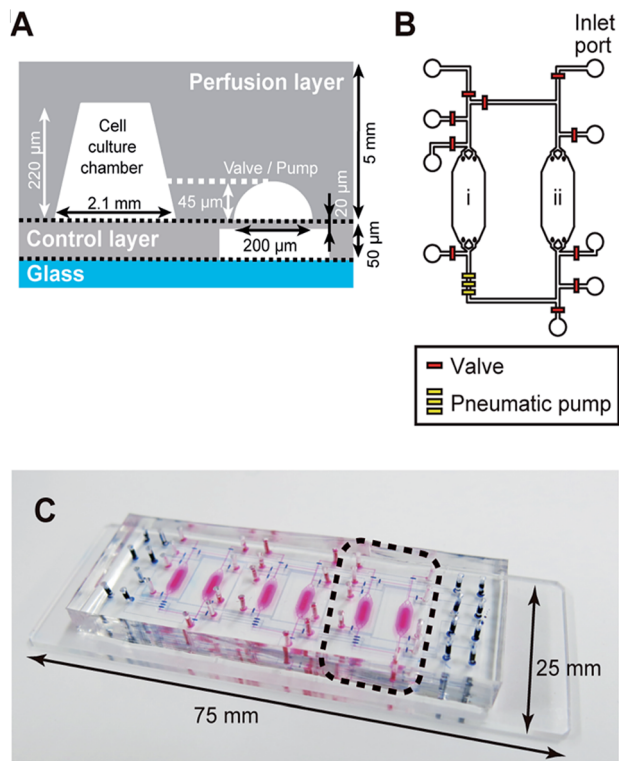 A
Perfusion layer
Cell
culture
chamber
220 µm
2.1 mm
Valve / Pump
45 µm
200 µm
20 µm
5 mm
50 µm
Control layer
Glass
B
Inlet
port
i
ii
Valve
Pneumatic pump
C
25 mm
75 mm